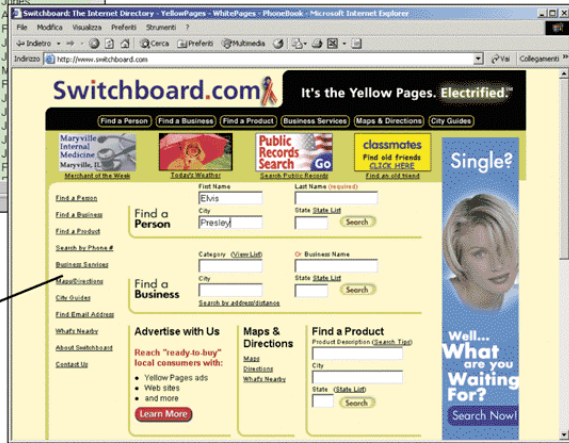 Switchboard: The Internet Directory - YellowPages - WhitePages - PhoneBook - Microsoft Internet Explorer
File Modifica Visualizza Preferiti Strumenti ?
Indietro Cerca Preferiti Multimedia
Indirizzo http://www.switchboard.com Vai Collegamenti
Switchboard.com It's the Yellow Pages. Electrified.™
Find a Person Find a Business Find a Product Business Services Maps & Directions City Guides
Maryville
Internal
Medicine
Maryville, IL
Merchant of the Week
Today's Weather
Public
Records
Search Go
Search Public Records
classmates
Find old friends
CLICK HERE
Find an old friend
Find a Person
Find a Business
Find a Product
Search by Phone #
Business Services
Maps/Directions
City Guides
Find Email Address
What's Nearby
About Switchboard
Contact Us
Find a
Person
First Name Last Name (required)
Elvis
City State State List
Presley Search
Find a
Business
Category (View List) Or Business Name
City State State List
Search
Search by address/distance
Advertise with Us
Reach "ready-to-buy"
local consumers with:
• Yellow Pages ads
• Web sites
• and more
Learn More
Maps &
Directions
Maps
Directions
What's Nearby
Find a Product
Product Description (Search Tips)
City
State (State List)
Search
Single?
Well...
What
are you
Waiting
For?
Search Now!